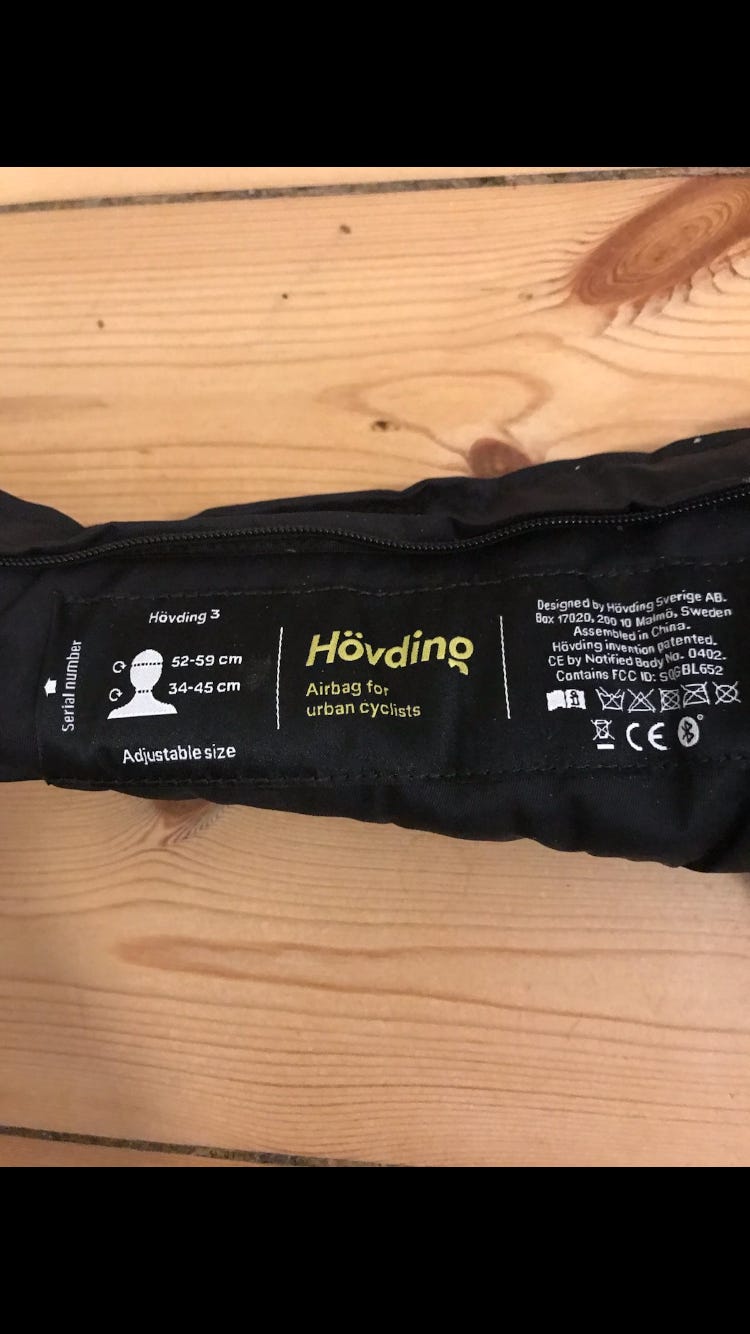 Serial number
Hövding 3
52-59 cm
34-45 cm
Adjustable size
Hövding
Airbag for
urban cyclists
Designed by Hövding Sverige AB.
Box 17020, 200 10 Malmö, Sweden
Assembled in China.
Hövding invention patented.
CE by Notified Body No. 0402.
Contains FCC ID: SQGBL652
CE